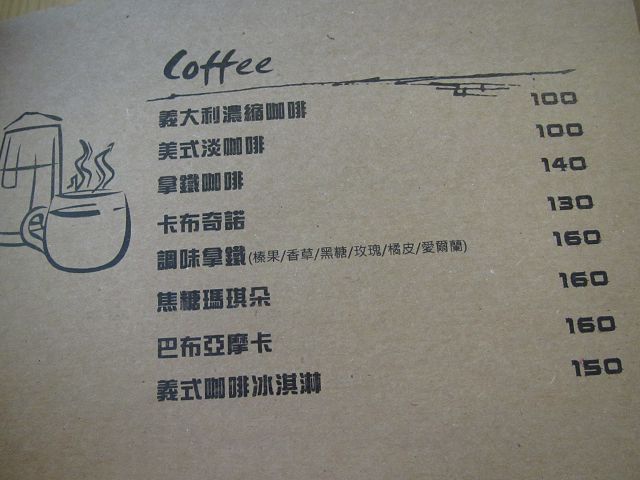 Coffee
義大利濃縮咖啡 100
美式淡咖啡 100
拿鐵咖啡 140
卡布奇諾 130
調味拿鐵(榛果/香草/黑糖/玫瑰/橘皮/愛爾蘭) 160
焦糖瑪琪朵 160
巴布亞摩卡 160
義式咖啡冰淇淋 150